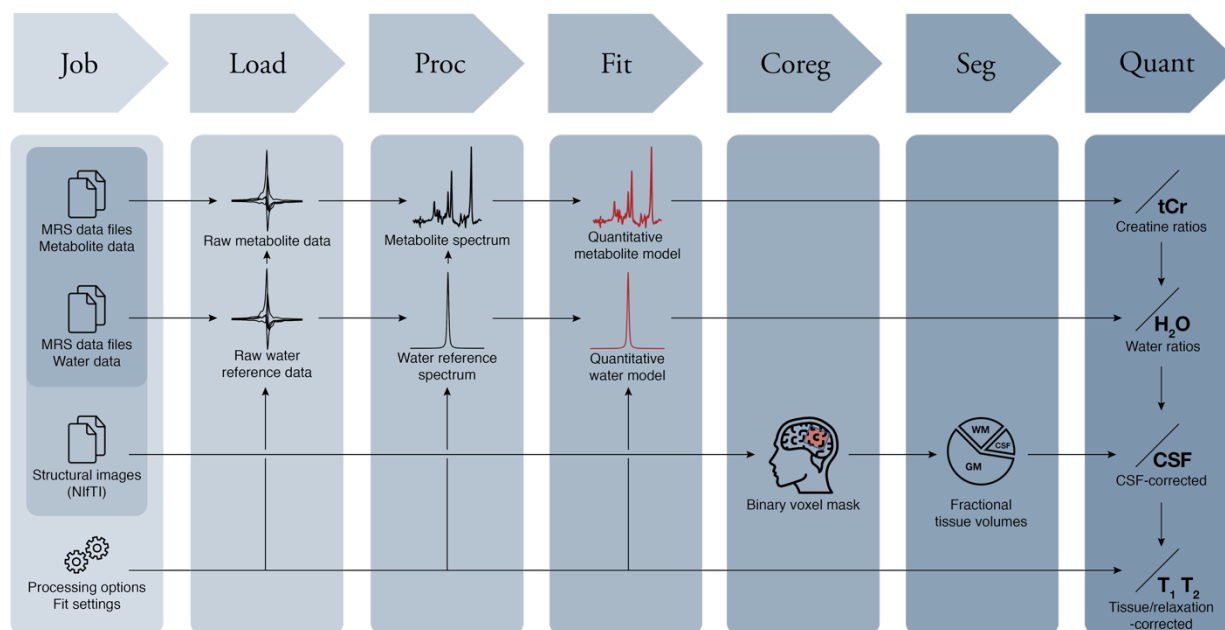 Job
Load
Proc
Fit
Coreg
Seg
Quant
MRS data files
Metabolite data
Raw metabolite data
Metabolite spectrum
Quantitative
metabolite model
tCr
Creatine ratios
MRS data files
Water data
Raw water
reference data
Water reference
spectrum
Quantitative
water model
H₂O
Water ratios
Structural images
(NIfTI)
Binary voxel mask
WM
CSF
GM
Fractional
tissue volumes
CSF
CSF-corrected
Processing options
Fit settings
T₁ T₂
Tissue/relaxation
-corrected